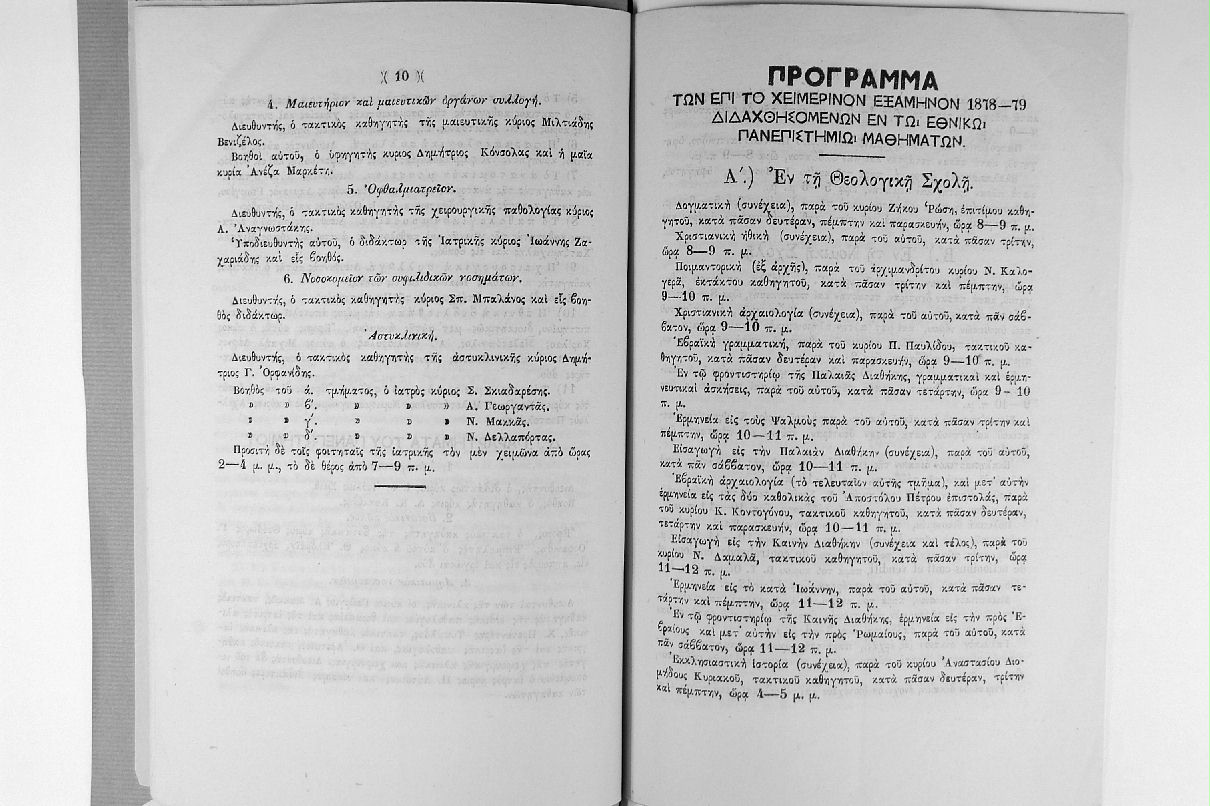 )( 10 )(
4. Μαιευτήριον καὶ μαιευτικῶν ὀργάνων συλλογή.
Διευθυντής, ὁ τακτικὸς καθηγητὴς τῆς μαιευτικῆς κύριος Μιλτιάδης
Βενιζέλος.
Βοηθοὶ αὐτοῦ, ὁ ὑφηγητὴς κύριος Δημήτριος Κόνσολας καὶ ἡ μαῖα
κυρία Ἀνέζα Μαρκέτη.
5. Ὀφθαλμιατρεῖον.
Διευθυντής, ὁ τακτικὸς καθηγητὴς τῆς χειρουργικῆς παθολογίας κύριος
Α. Ἀναγνωστάκης.
Ὑποδιευθυντὴς αὐτοῦ, ὁ διδάκτωρ τῆς Ἰατρικῆς κύριος Ἰωάννης Ζα-
χαριάδης καὶ εἷς βοηθός.
6. Νοσοκομεῖον τῶν συφιλιδικῶν νοσημάτων.
Διευθυντής, ὁ τακτικὸς καθηγητὴς κύριος Σπ. Μπαλάνος καὶ εἷς βοη-
θὸς διδάκτωρ.
Ἀστυκλινική.
Διευθυντής, ὁ τακτικὸς καθηγητὴς τῆς ἀστυκλινικῆς κύριος Δημή-
τριος Γ. Ὀρφανίδης.
Βοηθὸς τοῦ ά. τμήματος, ὁ ἰατρὸς κύριος Σ. Σκιαδαρέσης.
» » β΄. » » » Α. Γεωργαντᾶς.
» » γ΄. » » » Ν. Μακκᾶς.
» » δ΄. » » » Ν. Δελλαπόρτας.
Προσιτὴ δὲ τοῖς φοιτηταῖς τῆς ἰατρικῆς τὸν μὲν χειμῶνα ἀπὸ ὥρας
2—4 μ. μ., τὸ δὲ θέρος ἀπὸ 7—9 π. μ.
ΠΡΟΓΡΑΜΜΑ
ΤΩΝ ΕΠΙ ΤΟ ΧΕΙΜΕΡΙΝΟΝ ΕΞΑΜΗΝΟΝ 1878—79
ΔΙΔΑΧΘΗΣΟΜΕΝΩΝ ΕΝ ΤΩΙ ΕΘΝΙΚΩΙ
ΠΑΝΕΠΙΣΤΗΜΙΩΙ ΜΑΘΗΜΑΤΩΝ.
Α΄.) Ἐν τῇ Θεολογικῇ Σχολῇ.
Δογματικὴ (συνέχεια), παρὰ τοῦ κυρίου Ζήκου Ῥώση, ἐπιτίμου καθη-
γητοῦ, κατὰ πᾶσαν δευτέραν, πέμπτην καὶ παρασκευήν, ὥρᾳ 8—9 π. μ.
Χριστιανικὴ ἠθικὴ (συνέχεια), παρὰ τοῦ αὐτοῦ, κατὰ πᾶσαν τρίτην,
ὥρᾳ 8—9 π. μ.
Ποιμαντορικὴ (ἐξ ἀρχῆς), παρὰ τοῦ ἀρχιμανδρίτου κυρίου Ν. Καλο-
γερᾶ, ἐκτάκτου καθηγητοῦ, κατὰ πᾶσαν τρίτην καὶ πέμπτην, ὥρᾳ
9—10 π. μ.
Χριστιανικὴ ἀρχαιολογία (συνέχεια), παρὰ τοῦ αὐτοῦ, κατὰ πᾶν σάβ-
βατον, ὥρᾳ 9—10 π. μ.
Ἑβραϊκὴ γραμματική, παρὰ τοῦ κυρίου Π. Παυλίδου, τακτικοῦ κα-
θηγητοῦ, κατὰ πᾶσαν δευτέραν καὶ παρασκευήν, ὥρᾳ 9—10 π. μ.
Ἐν τῷ φροντιστηρίῳ τῆς Παλαιᾶς Διαθήκης, γραμματικαὶ καὶ ἑρμη-
νευτικαὶ ἀσκήσεις, παρὰ τοῦ αὐτοῦ, κατὰ πᾶσαν τετάρτην, ὥρᾳ 9-10
π. μ.
Ἑρμηνεία εἰς τοὺς Ψαλμοὺς παρὰ τοῦ αὐτοῦ, κατὰ πᾶσαν τρίτην καὶ
πέμπτην, ὥρᾳ 10—11 π. μ.
Εἰσαγωγὴ εἰς τὴν Παλαιὰν Διαθήκην (συνέχεια), παρὰ τοῦ αὐτοῦ,
κατὰ πᾶν σάββατον, ὥρᾳ 10—11 π. μ.
Ἑβραϊκὴ ἀρχαιολογία (τὸ τελευταῖον αὐτῆς τμῆμα), καὶ μετ᾽ αὐτὴν
ἑρμηνεία εἰς τὰς δύο καθολικὰς τοῦ Ἀποστόλου Πέτρου ἐπιστολάς, παρὰ
τοῦ κυρίου Κ. Κοντογόνου, τακτικοῦ καθηγητοῦ, κατὰ πᾶσαν δευτέραν,
τετάρτην καὶ παρασκευήν, ὥρᾳ 10—11 π. μ.
Εἰσαγωγὴ εἰς τὴν Καινὴν Διαθήκην (συνέχεια καὶ τέλος), παρὰ τοῦ
κυρίου Ν. Δαμαλᾶ, τακτικοῦ καθηγητοῦ, κατὰ πᾶσαν τρίτην, ὥρᾳ
11—12 π. μ.
Ἑρμηνεία εἰς τὸ κατὰ Ἰωάννην, παρὰ τοῦ αὐτοῦ, κατὰ πᾶσαν τε-
τάρτην καὶ πέμπτην, ὥρᾳ 11—12 π. μ.
Ἐν τῷ φροντιστηρίῳ τῆς Καινῆς Διαθήκης, ἑρμηνεία εἰς τὴν πρὸς Ἑ-
βραίους καὶ μετ᾽ αὐτὴν εἰς τὴν πρὸς Ῥωμαίους, παρὰ τοῦ αὐτοῦ, κατὰ
πᾶν σάββατον, ὥρᾳ 11—12 π. μ.
Ἐκκλησιαστικὴ ἱστορία (συνέχεια), παρὰ τοῦ κυρίου Ἀναστασίου Διο-
μήδους Κυριακοῦ, τακτικοῦ καθηγητοῦ, κατὰ πᾶσαν δευτέραν, τρίτην
καὶ πέμπτην, ὥρᾳ 4—5 μ. μ.